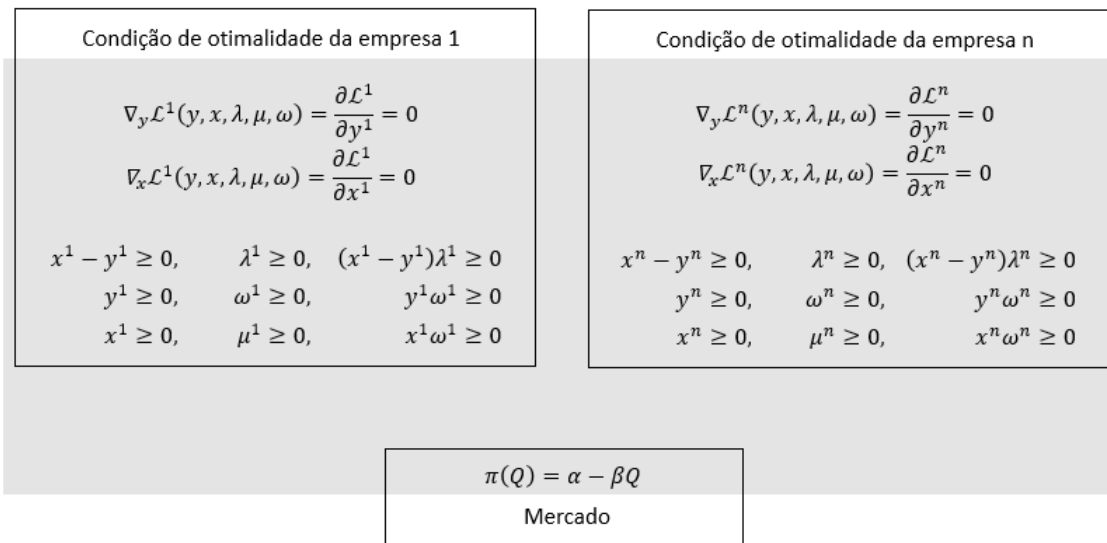 Condição de otimalidade da empresa 1
∇_y ℒ¹(y, x, λ, μ, ω) = ∂ℒ¹/∂y¹ = 0
∇_x ℒ¹(y, x, λ, μ, ω) = ∂ℒ¹/∂x¹ = 0
x¹ − y¹ ≥ 0, λ¹ ≥ 0, (x¹ − y¹)λ¹ ≥ 0
y¹ ≥ 0, ω¹ ≥ 0, y¹ω¹ ≥ 0
x¹ ≥ 0, μ¹ ≥ 0, x¹ω¹ ≥ 0
Condição de otimalidade da empresa n
∇_y ℒⁿ(y, x, λ, μ, ω) = ∂ℒⁿ/∂yⁿ = 0
∇_x ℒⁿ(y, x, λ, μ, ω) = ∂ℒⁿ/∂xⁿ = 0
xⁿ − yⁿ ≥ 0, λⁿ ≥ 0, (xⁿ − yⁿ)λⁿ ≥ 0
yⁿ ≥ 0, ωⁿ ≥ 0, yⁿωⁿ ≥ 0
xⁿ ≥ 0, μⁿ ≥ 0, xⁿωⁿ ≥ 0
π(Q) = α − βQ
Mercado